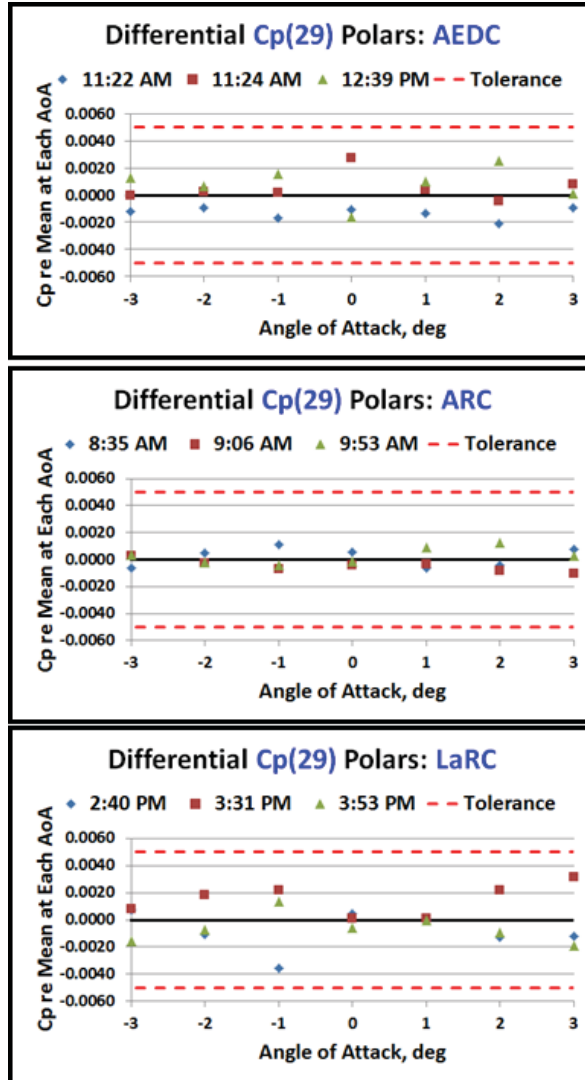 Differential Cp(29) Polars: AEDC
11:22 AM 11:24 AM 12:39 PM Tolerance
Cp re Mean at Each AoA
0.0060
0.0040
0.0020
0.0000
-0.0020
-0.0040
-0.0060
-3 -2 -1 0 1 2 3
Angle of Attack, deg
Differential Cp(29) Polars: ARC
8:35 AM 9:06 AM 9:53 AM Tolerance
Cp re Mean at Each AoA
0.0060
0.0040
0.0020
0.0000
-0.0020
-0.0040
-0.0060
-3 -2 -1 0 1 2 3
Angle of Attack, deg
Differential Cp(29) Polars: LaRC
2:40 PM 3:31 PM 3:53 PM Tolerance
Cp re Mean at Each AoA
0.0060
0.0040
0.0020
0.0000
-0.0020
-0.0040
-0.0060
-3 -2 -1 0 1 2 3
Angle of Attack, deg